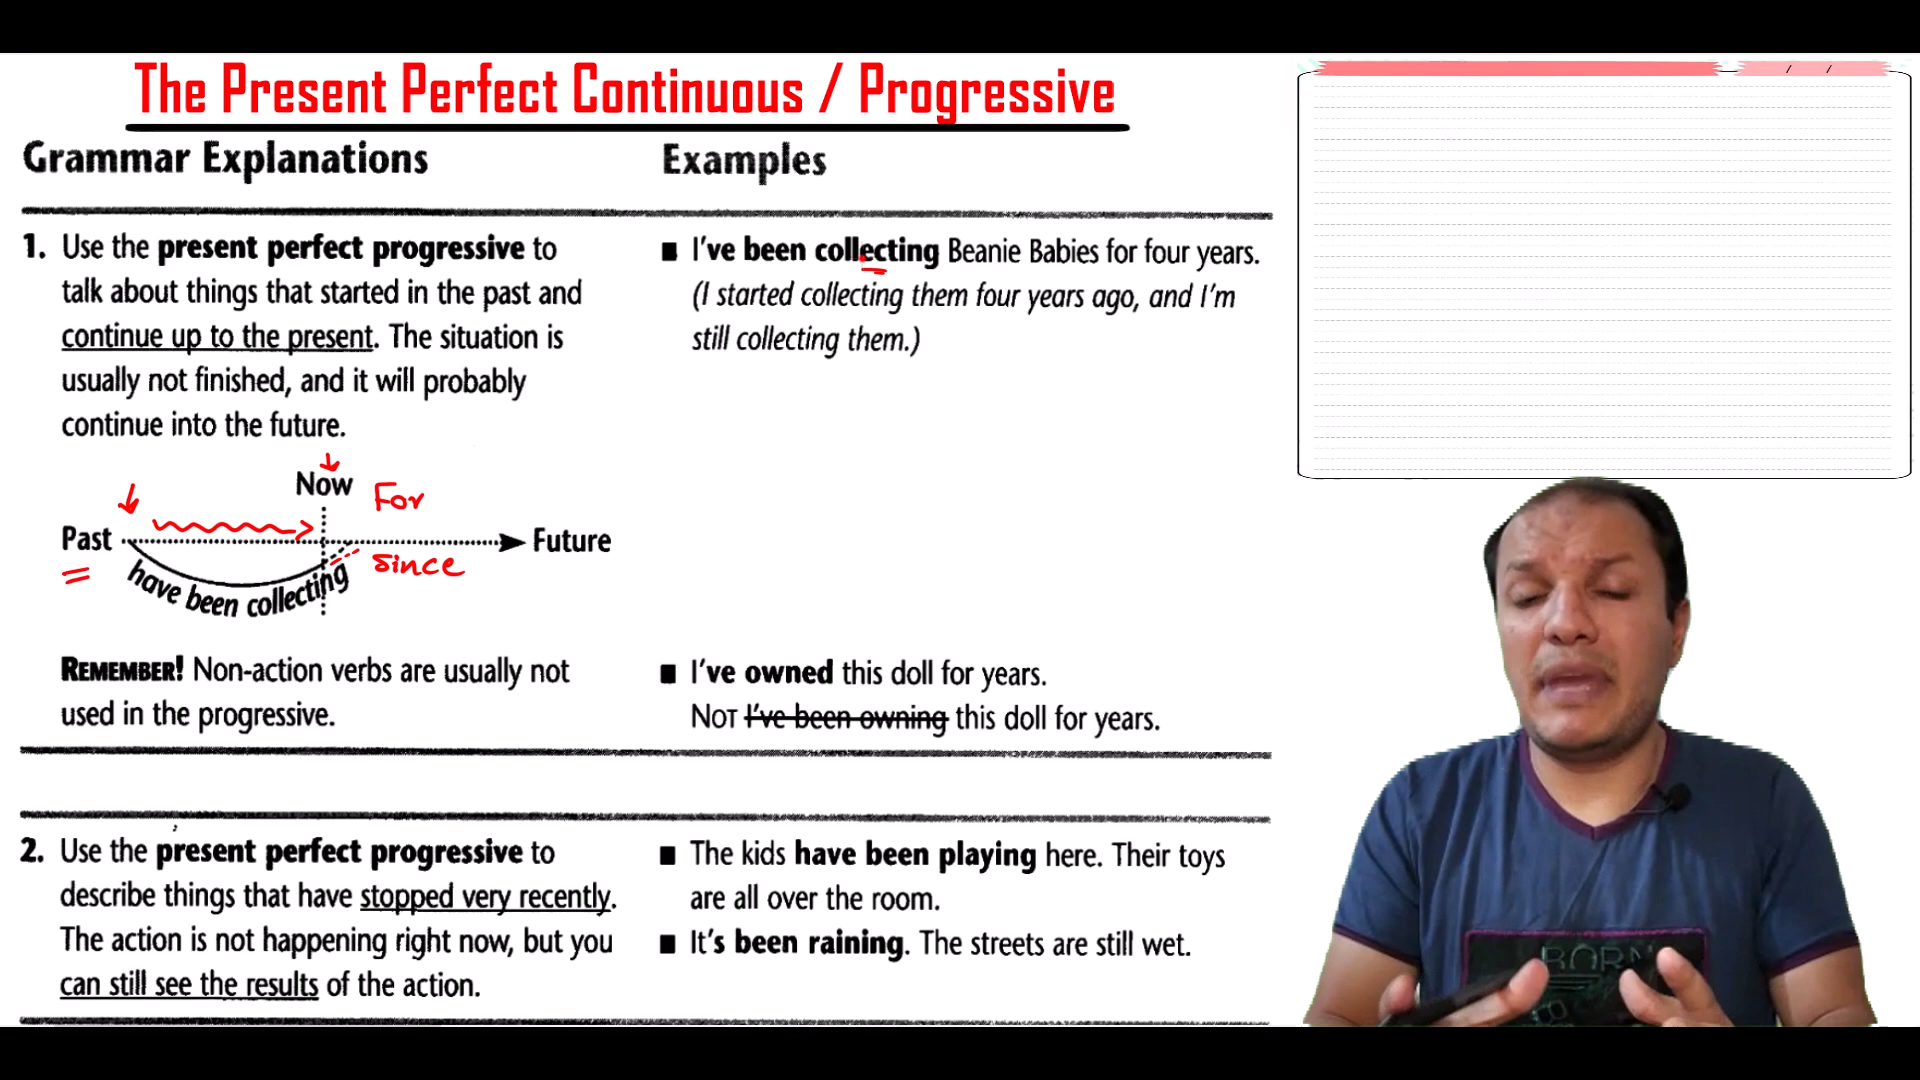 The Present Perfect Continuous / Progressive
Grammar Explanations
Examples
1. Use the present perfect progressive to
talk about things that started in the past and
continue up to the present. The situation is
usually not finished, and it will probably
continue into the future.
■ I've been collecting Beanie Babies for four years.
(I started collecting them four years ago, and I'm
still collecting them.)
Now
For
Past
Future
since
have been collecting
REMEMBER! Non-action verbs are usually not
used in the progressive.
■ I've owned this doll for years.
NOT I've been owning this doll for years.
2. Use the present perfect progressive to
describe things that have stopped very recently.
The action is not happening right now, but you
can still see the results of the action.
■ The kids have been playing here. Their toys
are all over the room.
■ It's been raining. The streets are still wet.
/ /
BORN
TO